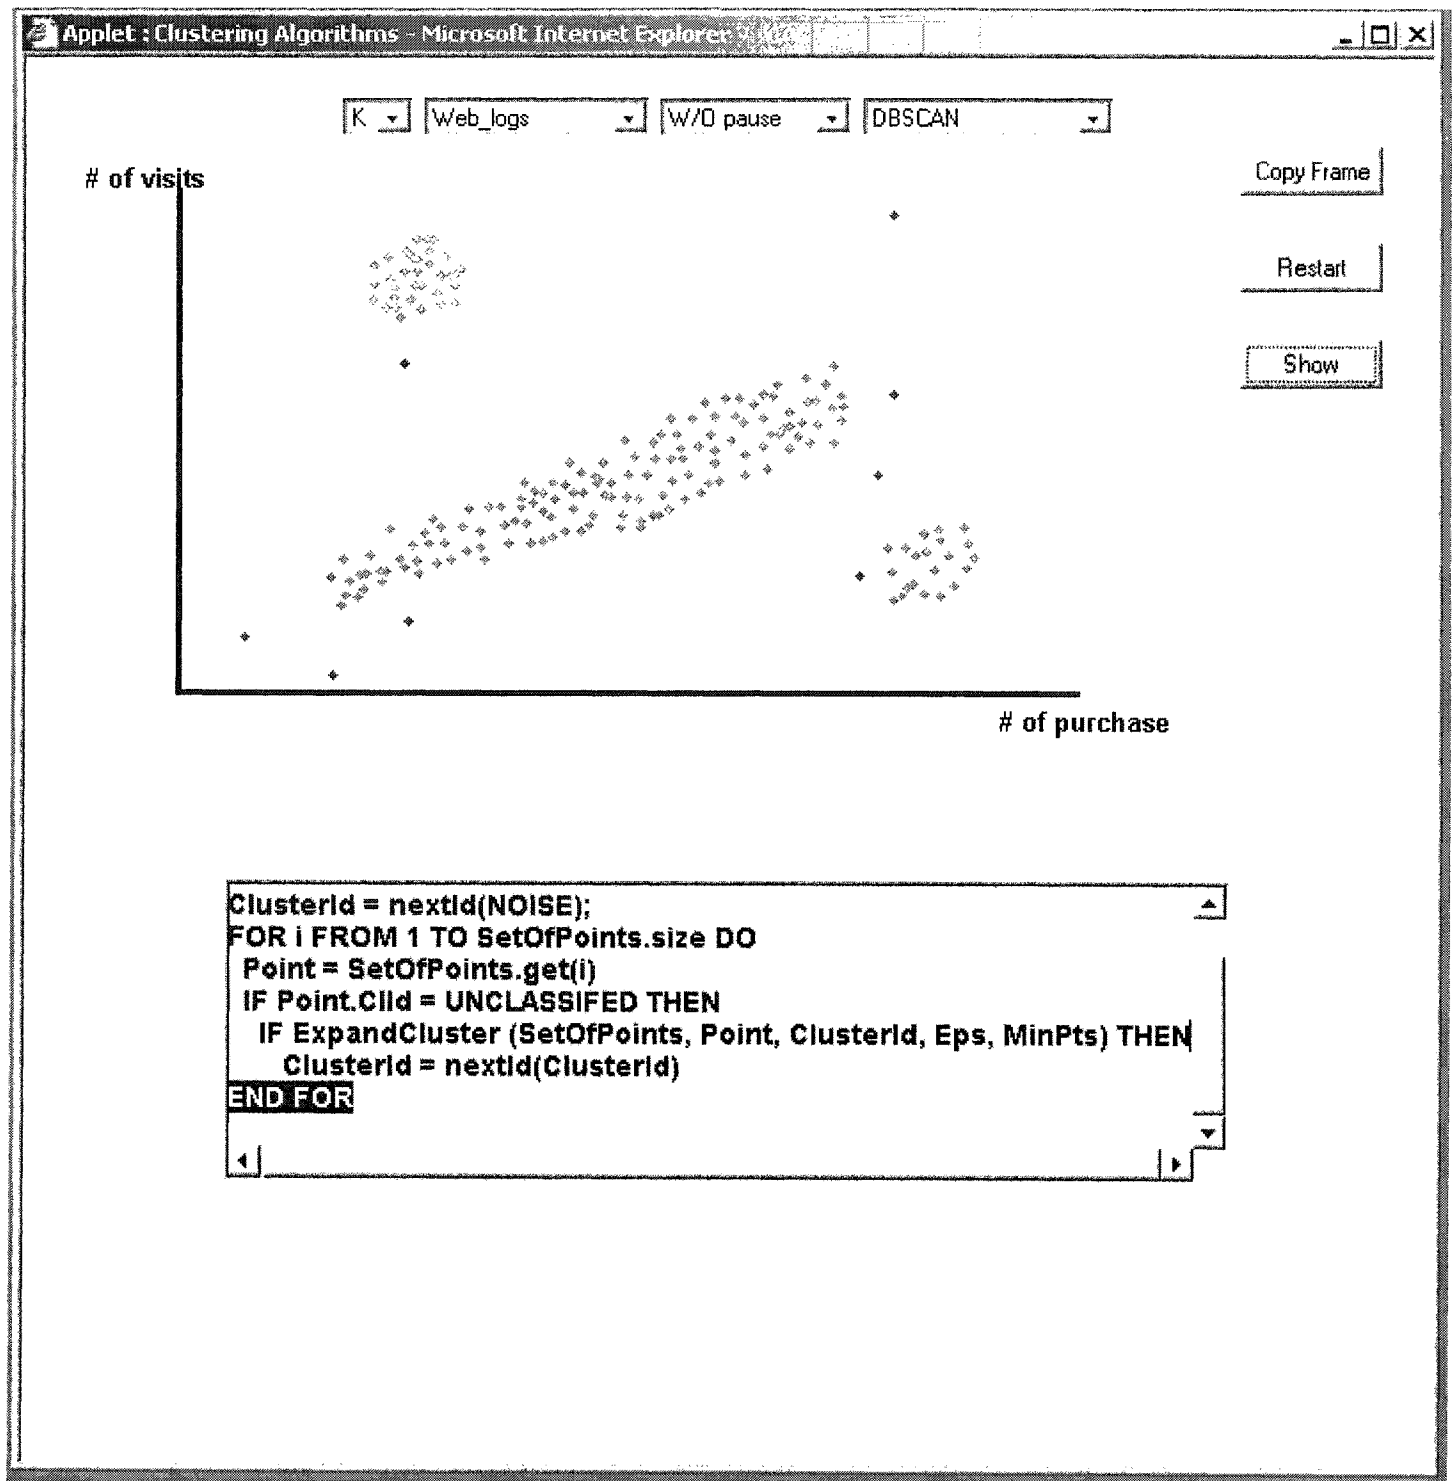 Applet : Clustering Algorithms - Microsoft Internet Explorer
K Web_logs W/O pause DBSCAN
# of visits
Copy Frame
Restart
Show
# of purchase
ClusterId = nextId(NOISE);
FOR i FROM 1 TO SetOfPoints.size DO
Point = SetOfPoints.get(i)
IF Point.ClId = UNCLASSIFED THEN
IF ExpandCluster (SetOfPoints, Point, ClusterId, Eps, MinPts) THEN
ClusterId = nextId(ClusterId)
END FOR